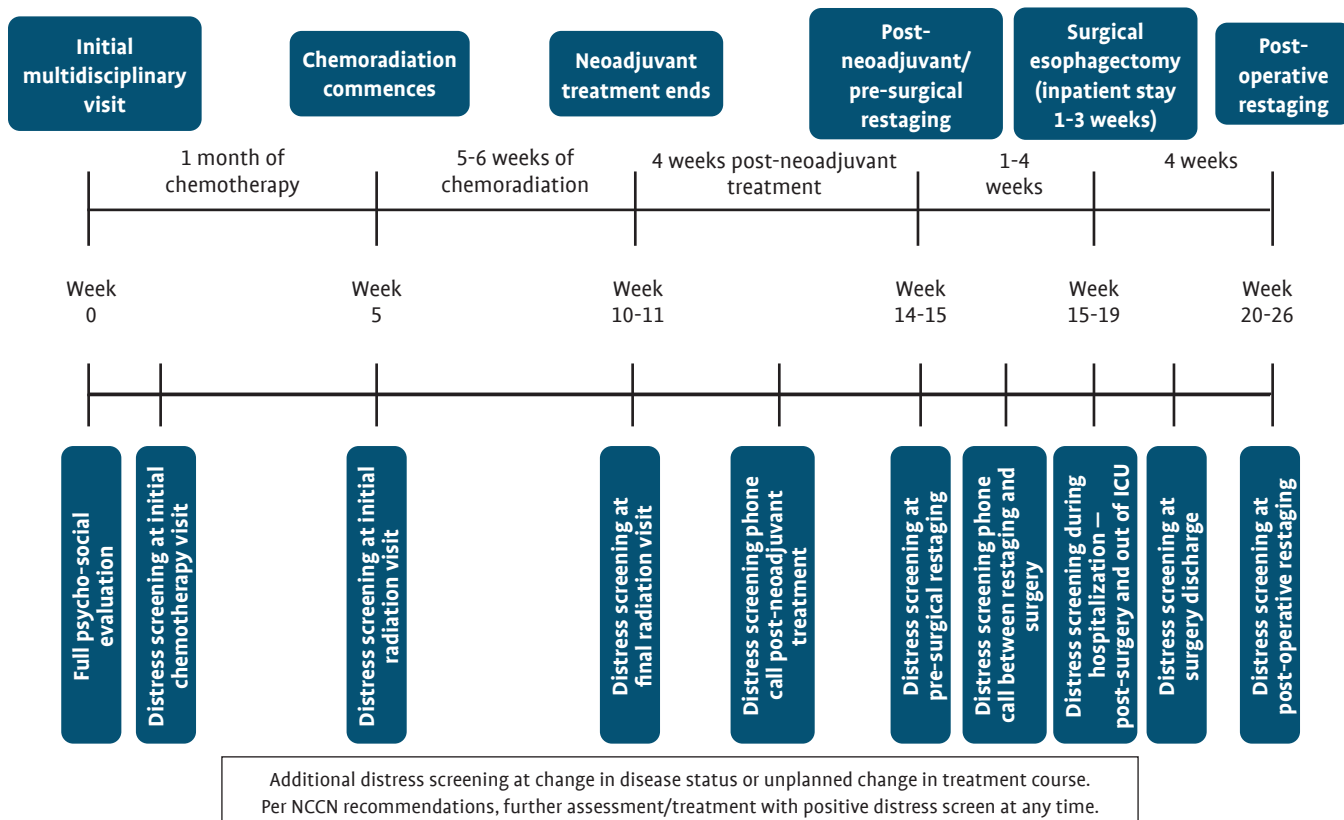 Initial
multidisciplinary
visit
Chemoradiation
commences
Neoadjuvant
treatment ends
Post-
neoadjuvant/
pre-surgical
restaging
Surgical
esophagectomy
(inpatient stay
1-3 weeks)
Post-
operative
restaging
1 month of
chemotherapy
5-6 weeks of
chemoradiation
4 weeks post-neoadjuvant
treatment
1-4
weeks
4 weeks
Week
0
Week
5
Week
10-11
Week
14-15
Week
15-19
Week
20-26
Full psycho-social
evaluation
Distress screening at initial
chemotherapy visit
Distress screening at initial
radiation visit
Distress screening at
final radiation visit
Distress screening phone
call post-neoadjuvant
treatment
Distress screening at
pre-surgical restaging
Distress screening phone
call between restaging and
surgery
Distress screening during
hospitalization —
post-surgery and out of ICU
Distress screening at
surgery discharge
Distress screening at
post-operative restaging
Additional distress screening at change in disease status or unplanned change in treatment course.
Per NCCN recommendations, further assessment/treatment with positive distress screen at any time.